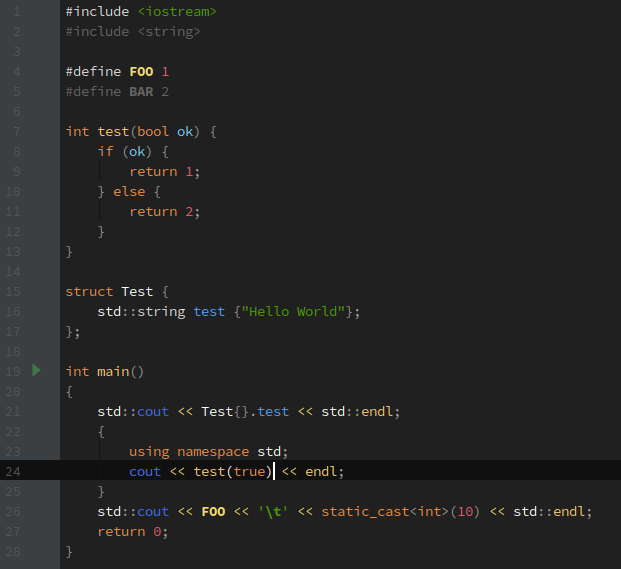 1 #include <iostream>
2 #include <string>
3
4 #define FOO 1
5 #define BAR 2
6
7 int test(bool ok) {
8     if (ok) {
9         return 1;
10     } else {
11         return 2;
12     }
13 }
14
15 struct Test {
16     std::string test {"Hello World"};
17 };
18
19 int main()
20 {
21     std::cout << Test{}.test << std::endl;
22     {
23         using namespace std;
24         cout << test(true) << endl;
25     }
26     std::cout << FOO << '\t' << static_cast<int>(10) << std::endl;
27     return 0;
28 }